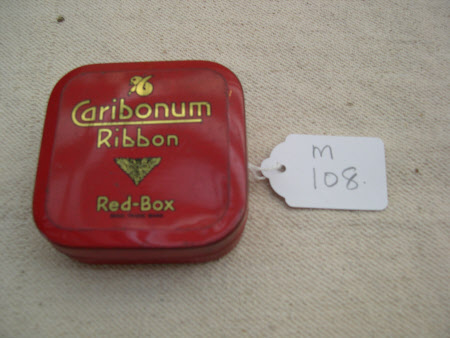 Caribonum
Ribbon
Red-Box
M
108.